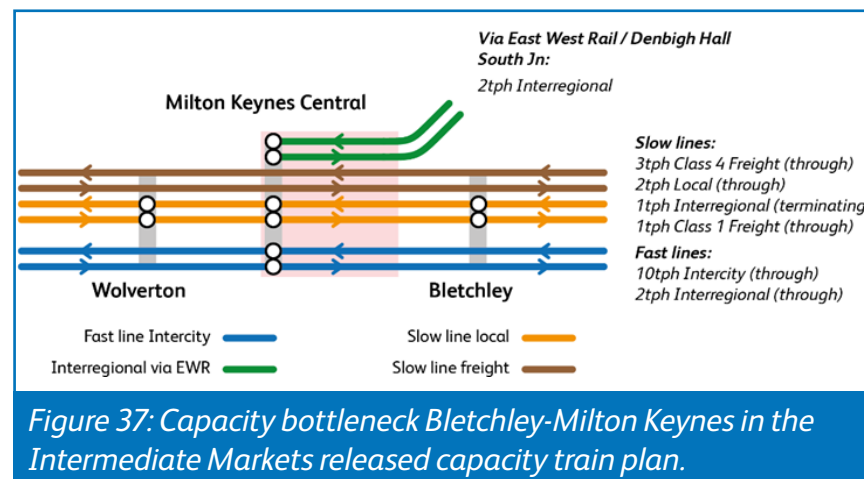 Via East West Rail / Denbigh Hall
South Jn:
2tph Interregional
Milton Keynes Central
Slow lines:
3tph Class 4 Freight (through)
2tph Local (through)
1tph Interregional (terminating
1tph Class 1 Freight (through)
Fast lines:
10tph Intercity (through)
2tph Interregional (through)
Wolverton
Bletchley
Fast line Intercity
Slow line local
Interregional via EWR
Slow line freight
Figure 37: Capacity bottleneck Bletchley-Milton Keynes in the
Intermediate Markets released capacity train plan.